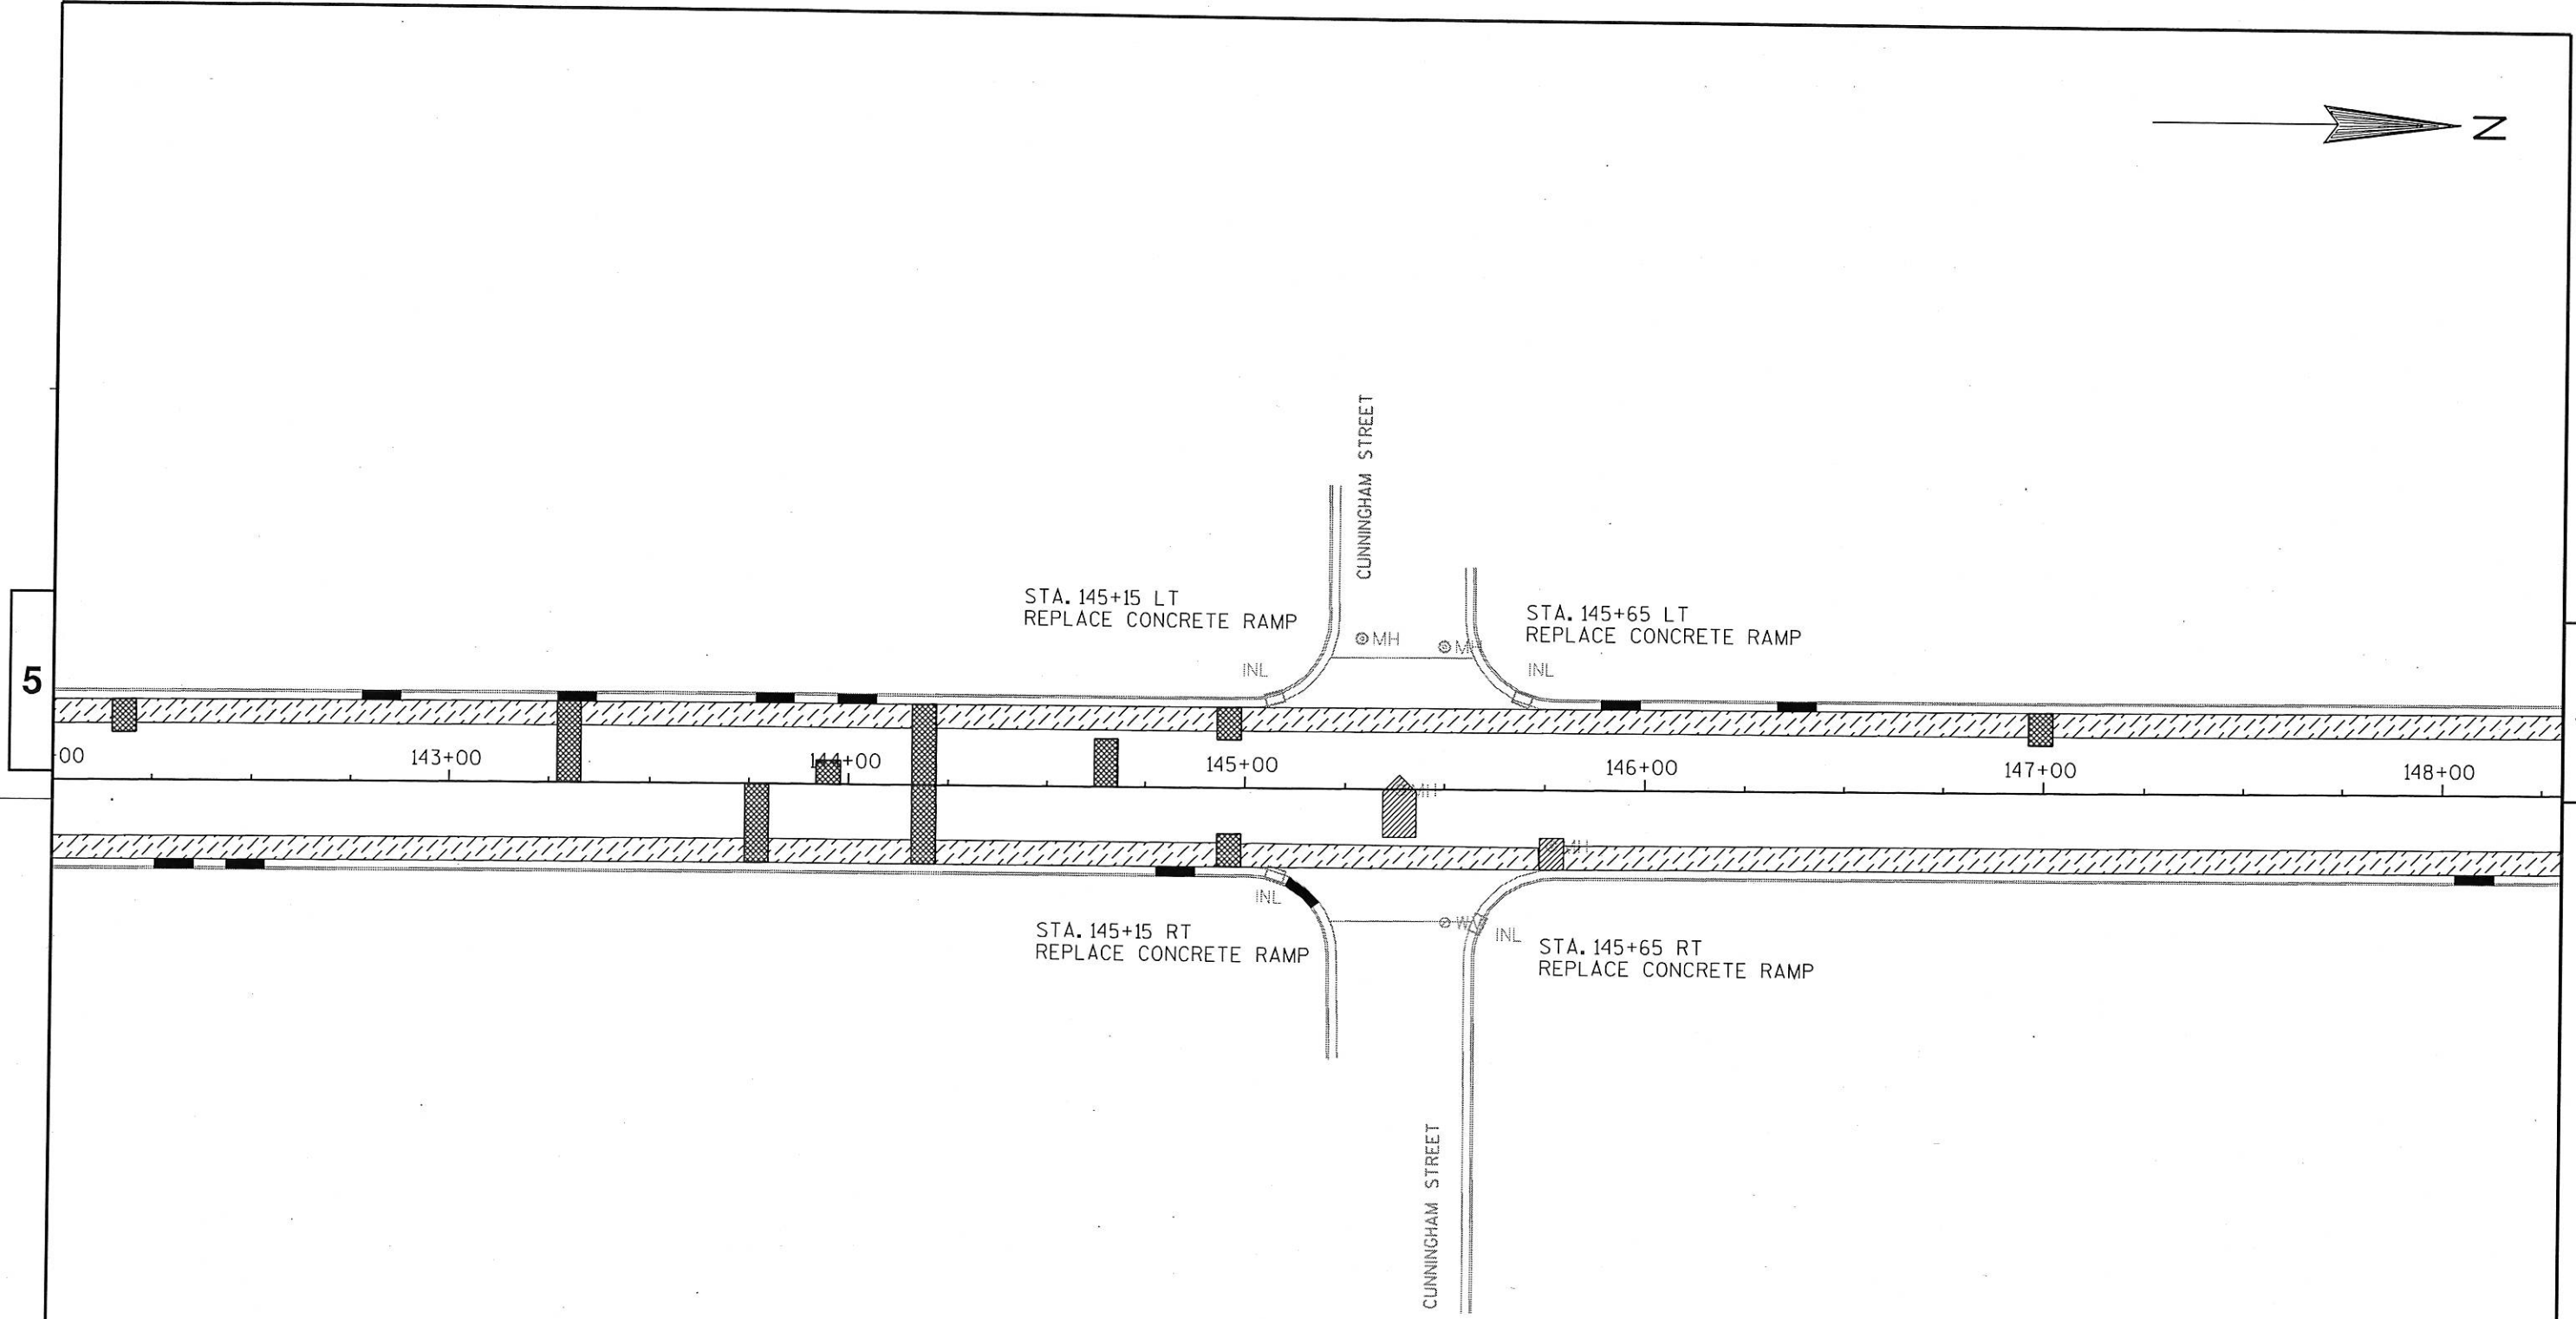 N
CUNNINGHAM STREET
STA. 145+15 LT
REPLACE CONCRETE RAMP
STA. 145+65 LT
REPLACE CONCRETE RAMP
MH
INL
INL
5
00
143+00
144+00
145+00
146+00
147+00
148+00
MH
MH
INL
INL
STA. 145+15 RT
REPLACE CONCRETE RAMP
STA. 145+65 RT
REPLACE CONCRETE RAMP
CUNNINGHAM STREET